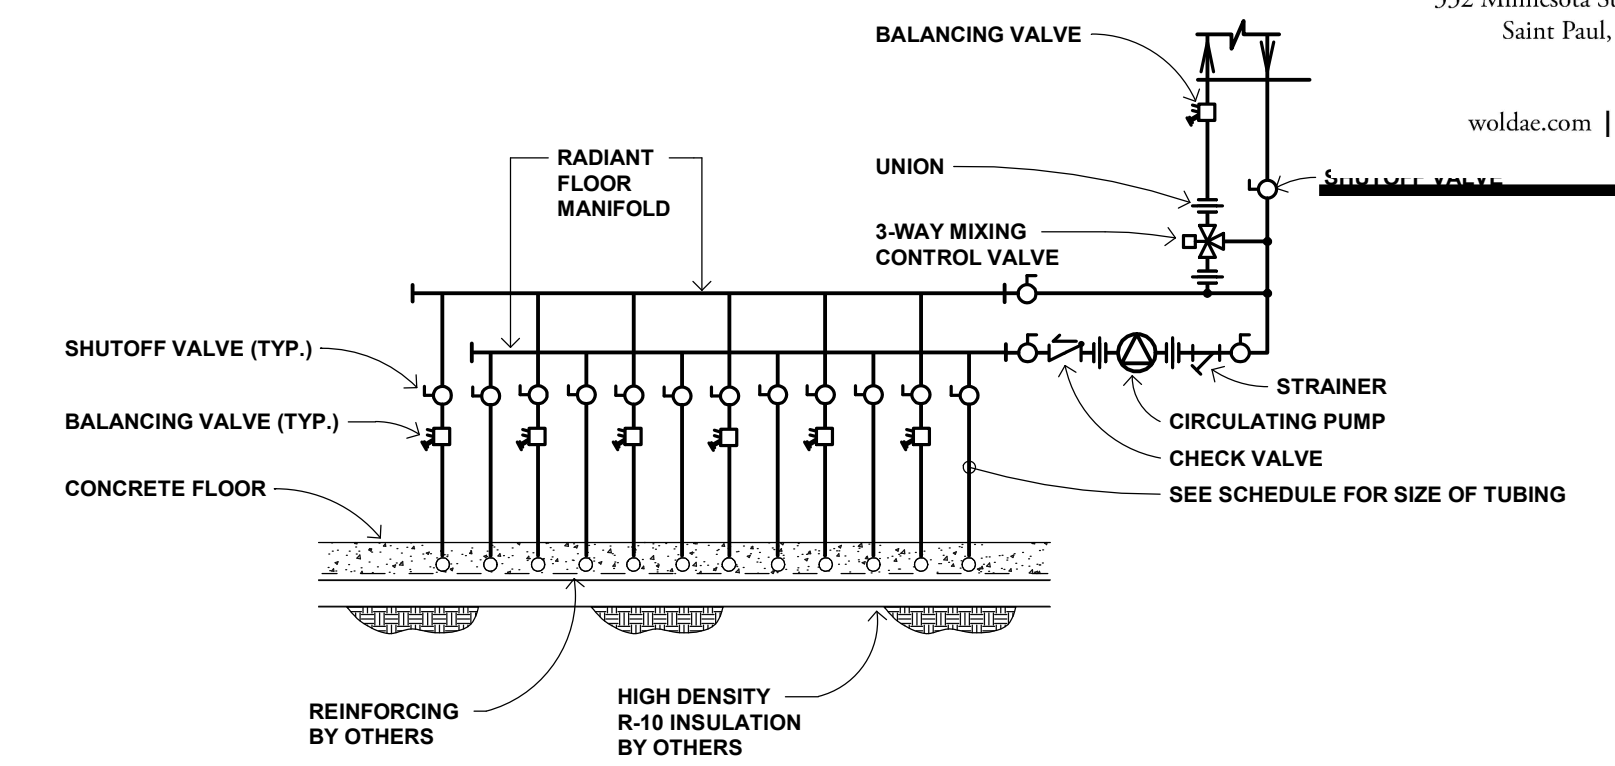 Saint Paul,
BALANCING VALVE
woldae.com |
RADIANT
FLOOR
MANIFOLD
UNION
SHUTOFF VALVE
3-WAY MIXING
CONTROL VALVE
SHUTOFF VALVE (TYP.)
STRAINER
BALANCING VALVE (TYP.)
CIRCULATING PUMP
CHECK VALVE
CONCRETE FLOOR
SEE SCHEDULE FOR SIZE OF TUBING
REINFORCING
BY OTHERS
HIGH DENSITY
R-10 INSULATION
BY OTHERS